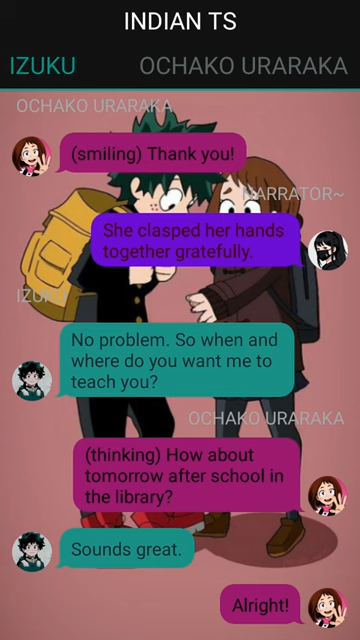 INDIAN TS
IZUKU OCHAKO URARAKA
OCHAKO URARAKA
(smiling) Thank you!
NARRATOR~
She clasped her hands
together gratefully.
IZUKU
No problem. So when and
where do you want me to
teach you?
OCHAKO URARAKA
(thinking) How about
tomorrow after school in
the library?
Sounds great.
Alright!